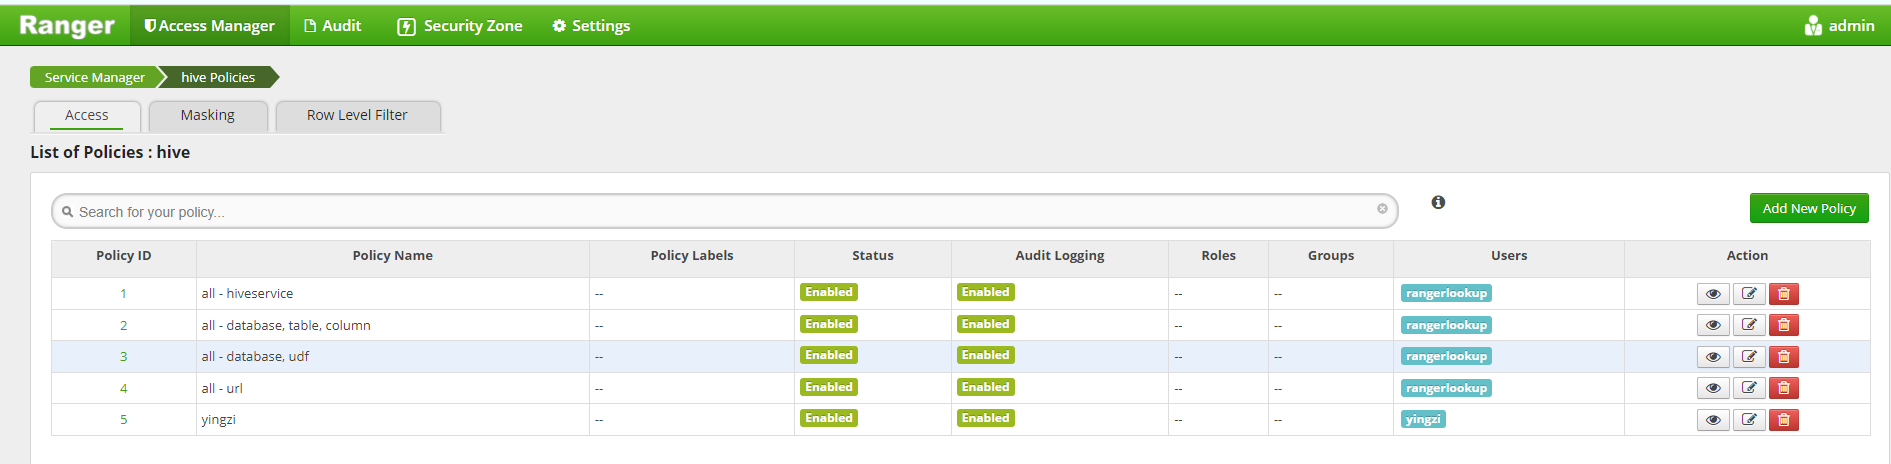 Ranger Access Manager Audit Security Zone Settings admin
Service Manager hive Policies
Access Masking Row Level Filter
List of Policies : hive
Search for your policy... Add New Policy
Policy ID Policy Name Policy Labels Status Audit Logging Roles Groups Users Action
1 all - hiveservice -- Enabled Enabled -- -- rangerlookup
2 all - database, table, column -- Enabled Enabled -- -- rangerlookup
3 all - database, udf -- Enabled Enabled -- -- rangerlookup
4 all - url -- Enabled Enabled -- -- rangerlookup
5 yingzi -- Enabled Enabled -- -- yingzi